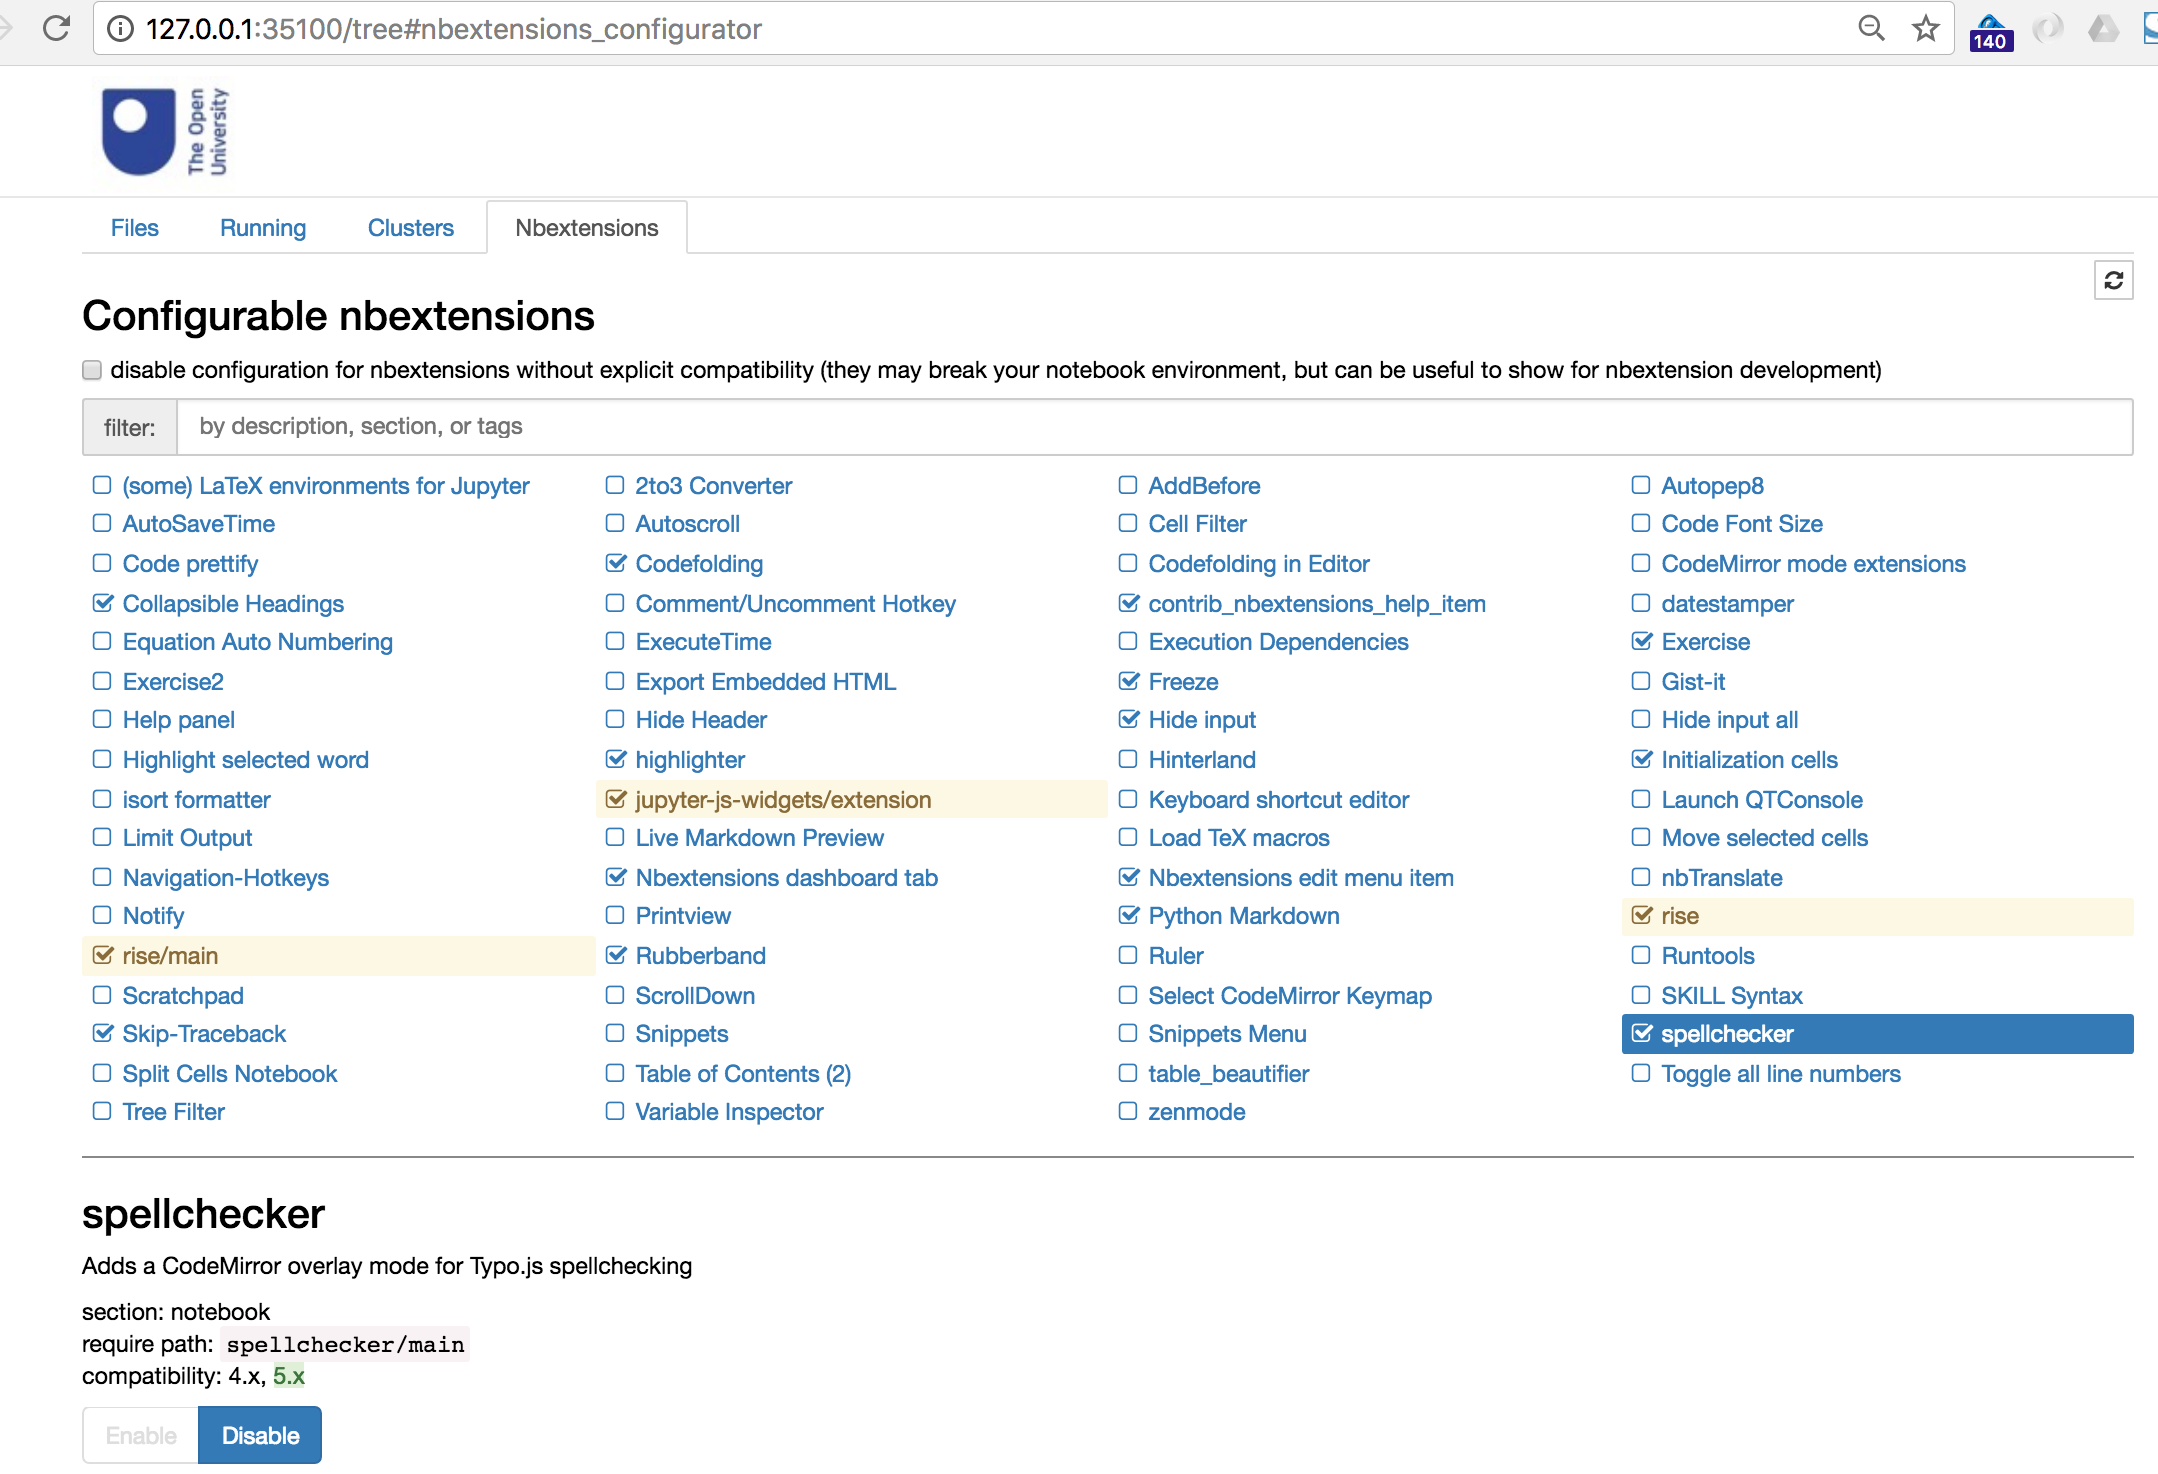 127.0.0.1:35100/tree#nbextensions_configurator
140
The Open
University
Files Running Clusters Nbextensions
Configurable nbextensions
disable configuration for nbextensions without explicit compatibility (they may break your notebook environment, but can be useful to show for nbextension development)
filter: by description, section, or tags
(some) LaTeX environments for Jupyter 2to3 Converter AddBefore Autopep8
AutoSaveTime Autoscroll Cell Filter Code Font Size
Code prettify Codefolding Codefolding in Editor CodeMirror mode extensions
Collapsible Headings Comment/Uncomment Hotkey contrib_nbextensions_help_item datestamper
Equation Auto Numbering ExecuteTime Execution Dependencies Exercise
Exercise2 Export Embedded HTML Freeze Gist-it
Help panel Hide Header Hide input Hide input all
Highlight selected word highlighter Hinterland Initialization cells
isort formatter jupyter-js-widgets/extension Keyboard shortcut editor Launch QTConsole
Limit Output Live Markdown Preview Load TeX macros Move selected cells
Navigation-Hotkeys Nbextensions dashboard tab Nbextensions edit menu item nbTranslate
Notify Printview Python Markdown rise
rise/main Rubberband Ruler Runtools
Scratchpad ScrollDown Select CodeMirror Keymap SKILL Syntax
Skip-Traceback Snippets Snippets Menu spellchecker
Split Cells Notebook Table of Contents (2) table_beautifier Toggle all line numbers
Tree Filter Variable Inspector zenmode
spellchecker
Adds a CodeMirror overlay mode for Typo.js spellchecking
section: notebook
require path: spellchecker/main
compatibility: 4.x, 5.x
Enable Disable